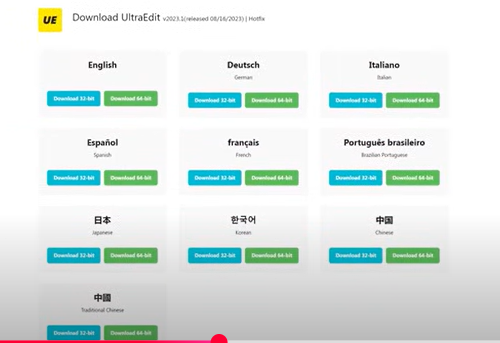 UE
Download UltraEdit v2023.1(released 08/18/2023) | Hotfix
English
Download 32-bit Download 64-bit
Deutsch
German
Download 32-bit Download 64-bit
Italiano
Italian
Download 32-bit Download 64-bit
Español
Spanish
Download 32-bit Download 64-bit
français
French
Download 32-bit Download 64-bit
Português brasileiro
Brazilian Portuguese
Download 32-bit Download 64-bit
日本
Japanese
Download 32-bit Download 64-bit
한국어
Korean
Download 32-bit Download 64-bit
中国
Chinese
Download 32-bit Download 64-bit
中國
Traditional Chinese
Download 32-bit Download 64-bit